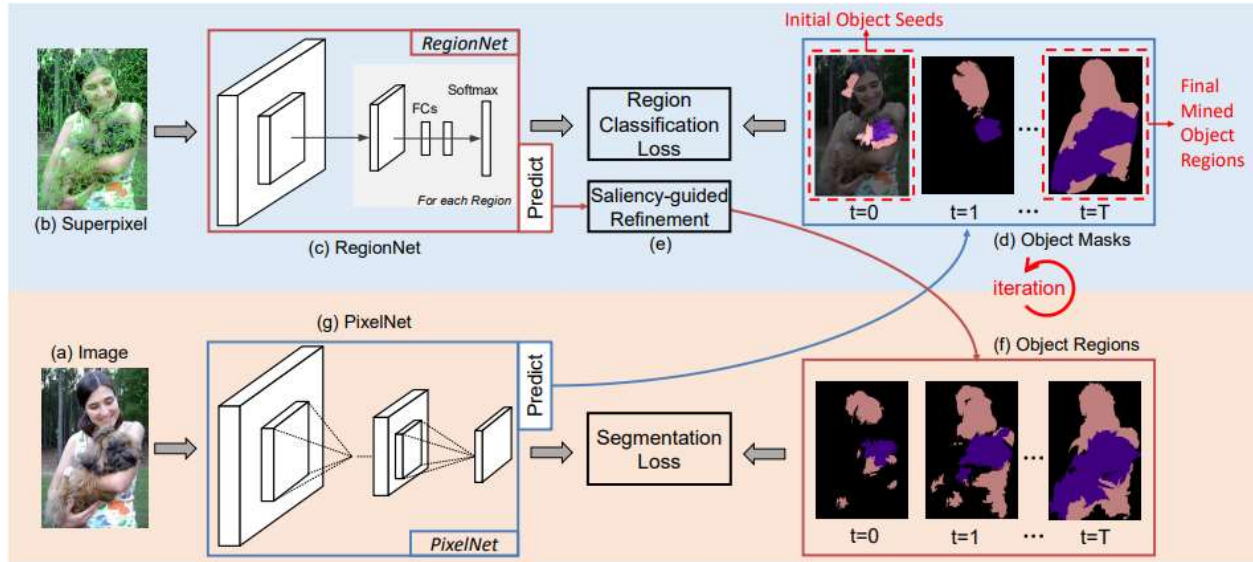 Initial Object Seeds
RegionNet
Softmax
FCs
For each Region
Predict
(b) Superpixel
(c) RegionNet
Region
Classification
Loss
Saliency-guided
Refinement
(e)
t=0
t=1
...
t=T
(d) Object Masks
Final
Mined
Object
Regions
iteration
(g) PixelNet
(a) Image
Predict
PixelNet
Segmentation
Loss
(f) Object Regions
...
t=0
t=1
...
t=T